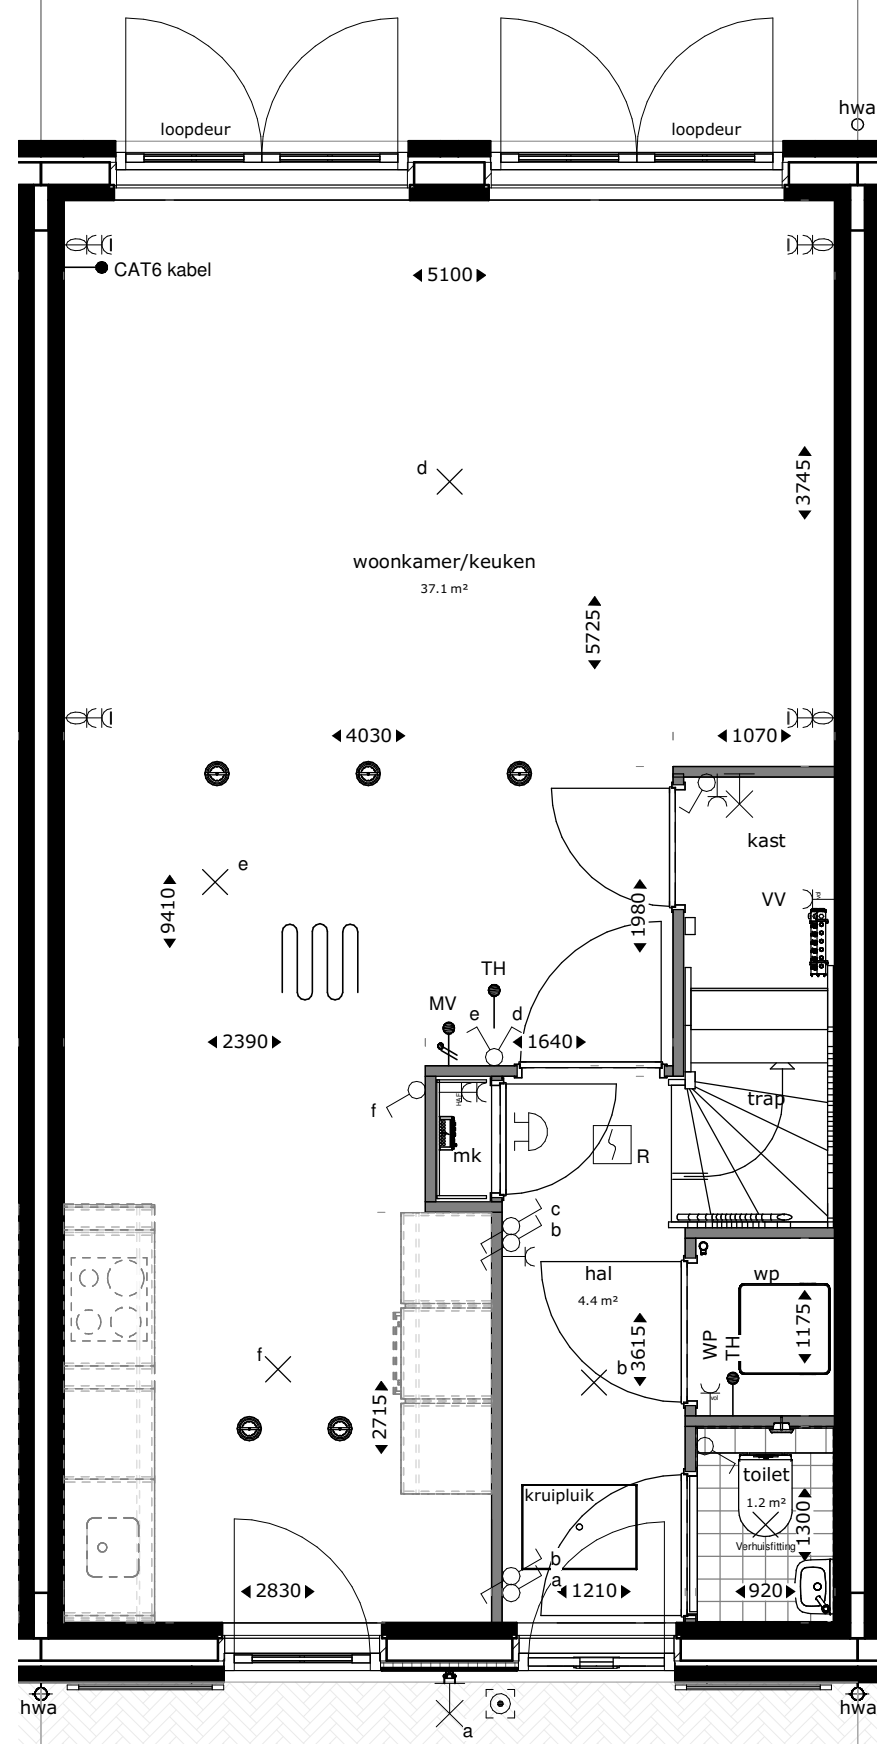 loopdeur
loopdeur
hwa
CAT6 kabel
5100
d
3745
woonkamer/keuken
37.1 m²
5725
4030
1070
kast
e
9410
1980
VV
TH
MV
e
d
2390
1640
f
trap
mk
R
c
b
hal
4.4 m²
wp
3615
1175
WP
TH
f
b
2715
toilet
1.2 m²
kruipluik
1300
Verhuisfitting
b
a
2830
1210
920
hwa
hwa
a